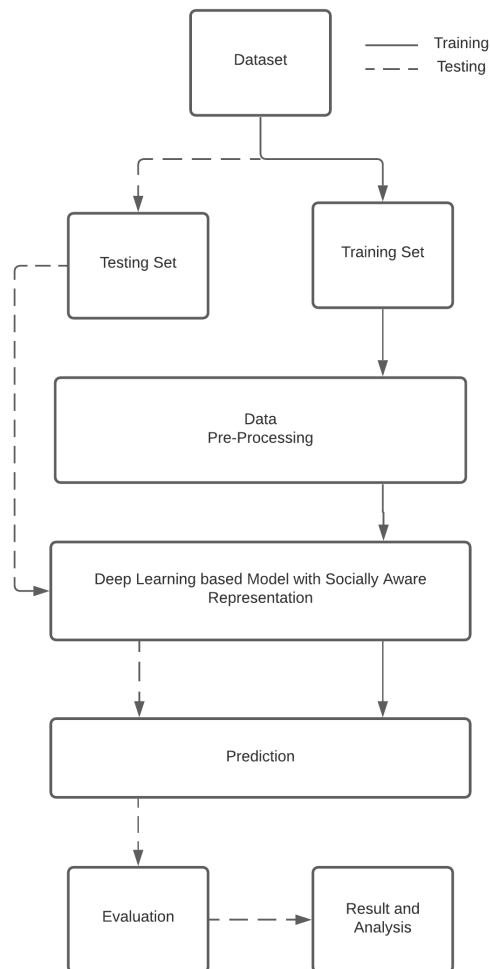 Dataset
Training
Testing
Testing Set
Training Set
Data
Pre-Processing
Deep Learning based Model with Socially Aware
Representation
Prediction
Evaluation
Result and
Analysis